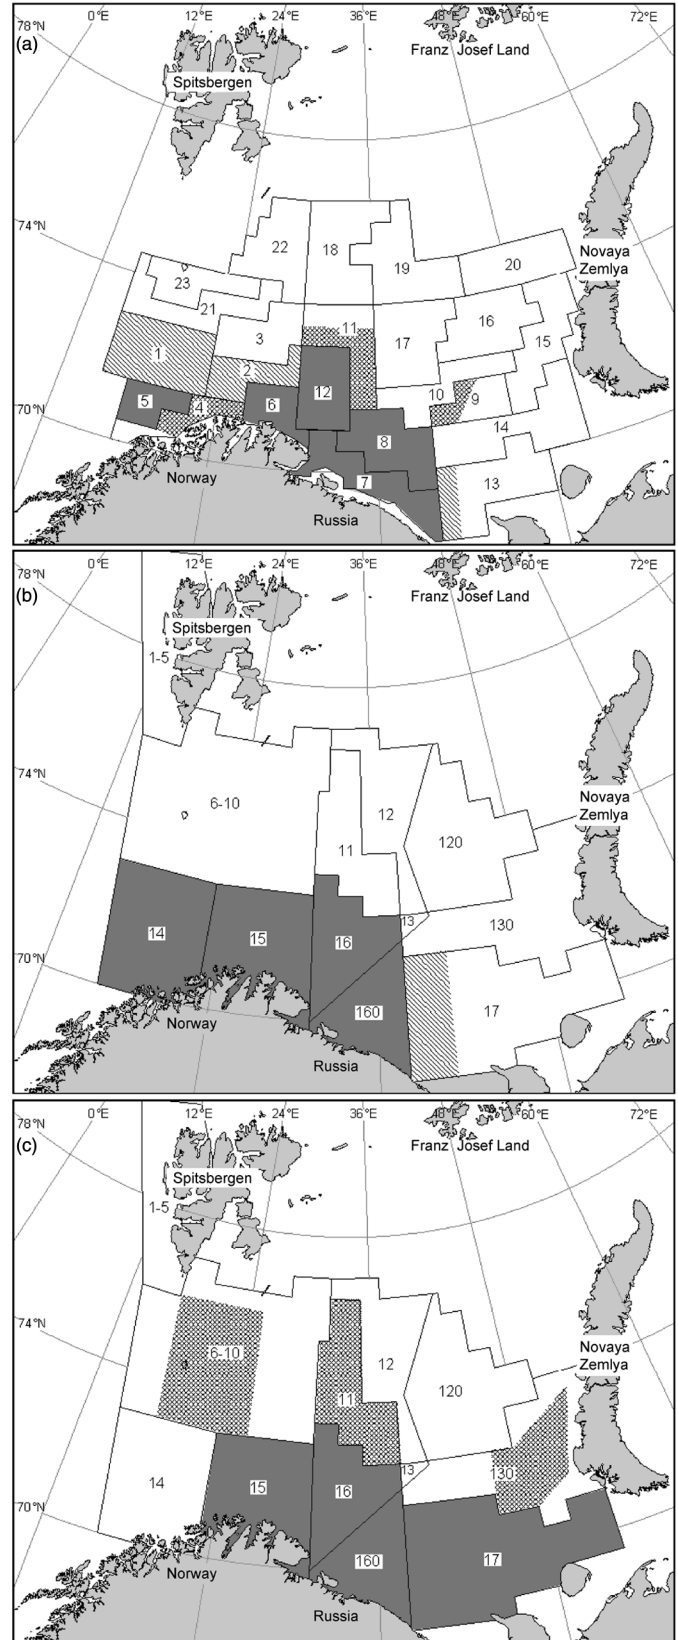 0°E 12°E 24°E 36°E 48°E 60°E 72°E
78°N
(a)
Franz Josef Land
Spitsbergen
74°N
22 18 19 20
Novaya
Zemlya
23
21
3 11 17 16 15
1 2
12 10 9
5 4 6
70°N
8 14
7 13
Norway
Russia
0°E 12°E 24°E 36°E 48°E 60°E 72°E
78°N
(b)
Franz Josef Land
Spitsbergen
1-5
74°N
6-10 12
Novaya
Zemlya
11 120
13 130
14 15 16
70°N
160 17
Norway
Russia
0°E 12°E 24°E 36°E 48°E 60°E 72°E
78°N
(c)
Franz Josef Land
Spitsbergen
1-5
74°N
6-10 12
Novaya
Zemlya
11 120
13 130
14 15 16
70°N
160 17
Norway
Russia